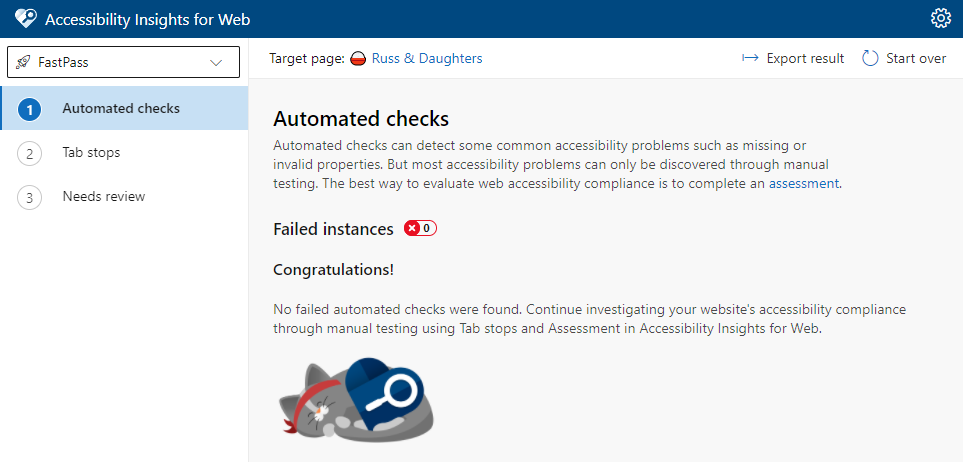 Accessibility Insights for Web
FastPass
Target page: Russ & Daughters
Export result
Start over
1 Automated checks
2 Tab stops
3 Needs review
Automated checks
Automated checks can detect some common accessibility problems such as missing or
invalid properties. But most accessibility problems can only be discovered through manual
testing. The best way to evaluate web accessibility compliance is to complete an assessment.
Failed instances 0
Congratulations!
No failed automated checks were found. Continue investigating your website's accessibility compliance
through manual testing using Tab stops and Assessment in Accessibility Insights for Web.